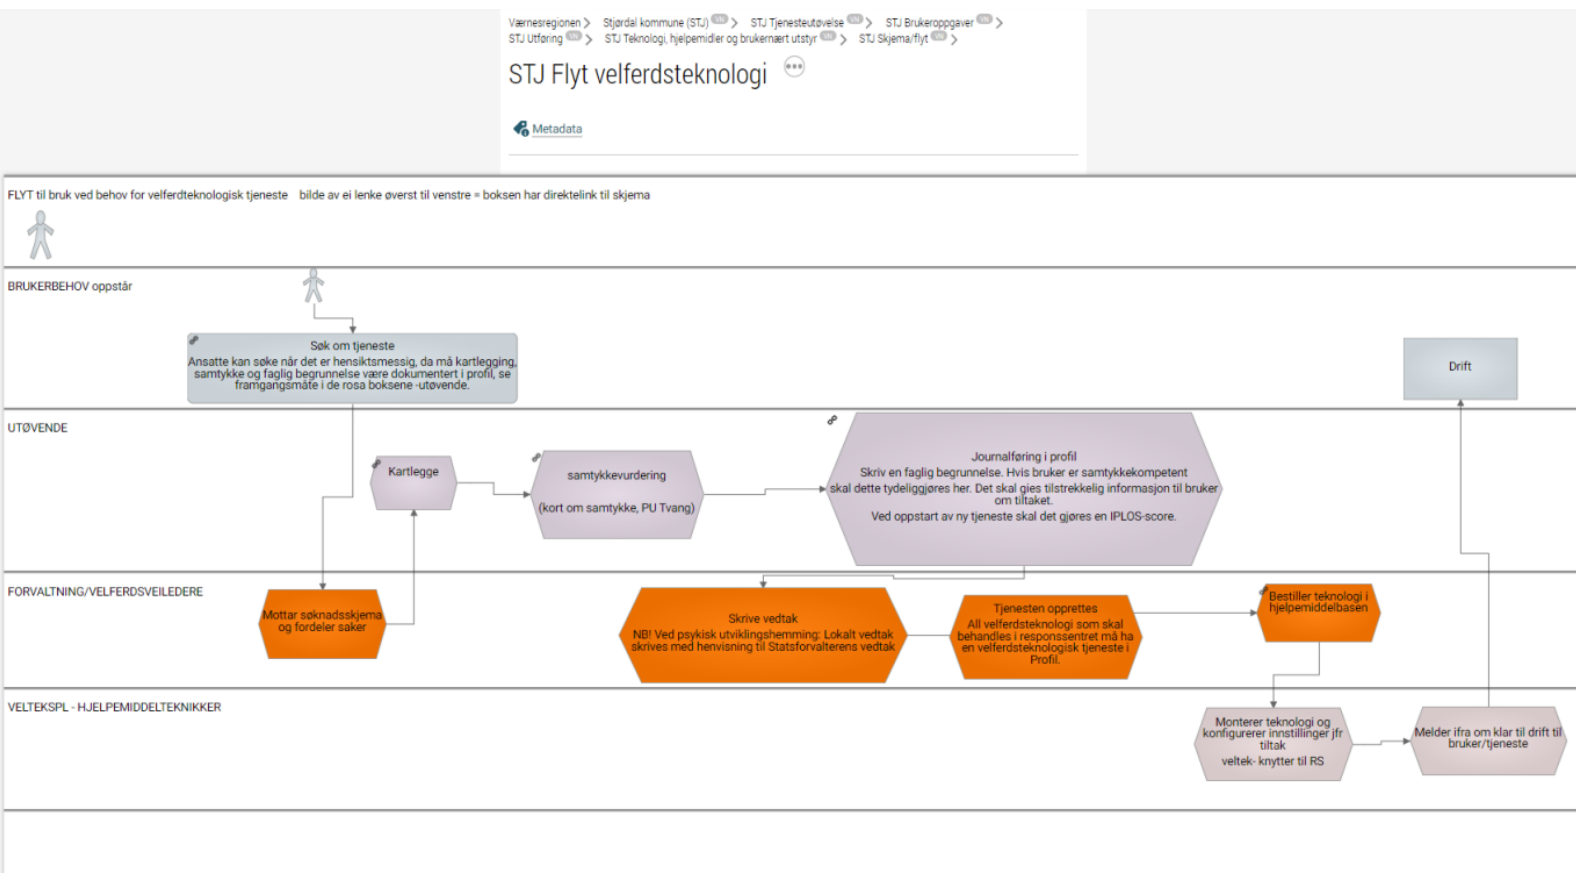 Værnesregionen > Stjørdal kommune (STJ) VN > STJ Tjenesteutøvelse VN > STJ Brukeroppgaver VN >
STJ Utføring VN > STJ Teknologi, hjelpemidler og brukernært utstyr VN > STJ Skjema/flyt VN >
STJ Flyt velferdsteknologi
Metadata
FLYT til bruk ved behov for velferdteknologisk tjeneste bilde av ei lenke øverst til venstre = boksen har direktelink til skjema
BRUKERBEHOV oppstår
Søk om tjeneste
Ansatte kan søke når det er hensiktsmessig, da må kartlegging,
samtykke og faglig begrunnelse være dokumentert i profil, se
framgangsmåte i de rosa boksene -utøvende.
Drift
UTØVENDE
Kartlegge
samtykkevurdering
(kort om samtykke, PU Tvang)
Journalføring i profil
Skriv en faglig begrunnelse. Hvis bruker er samtykkekompetent
skal dette tydeliggjøres her. Det skal gies tilstrekkelig informasjon til bruker
om tiltaket.
Ved oppstart av ny tjeneste skal det gjøres en IPLOS-score.
FORVALTNING/VELFERDSVEILEDERE
Mottar søknadsskjema
og fordeler saker
Skrive vedtak
NB! Ved psykisk utviklingshemming: Lokalt vedtak
skrives med henvisning til Statsforvalterens vedtak
Tjenesten opprettes
All velferdsteknologi som skal
behandles i responssentret må ha
en velferdsteknologisk tjeneste i
Profil.
Bestiller teknologi i
hjelpemiddelbasen
VELTEKSPL - HJELPEMIDDELTEKNIKKER
Monterer teknologi og
konfigurerer innstillinger jfr
tiltak
veltek- knytter til RS
Melder ifra om klar til drift til
bruker/tjeneste